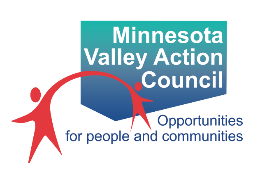 Minnesota
Valley Action
Council
Opportunities
for people and communities